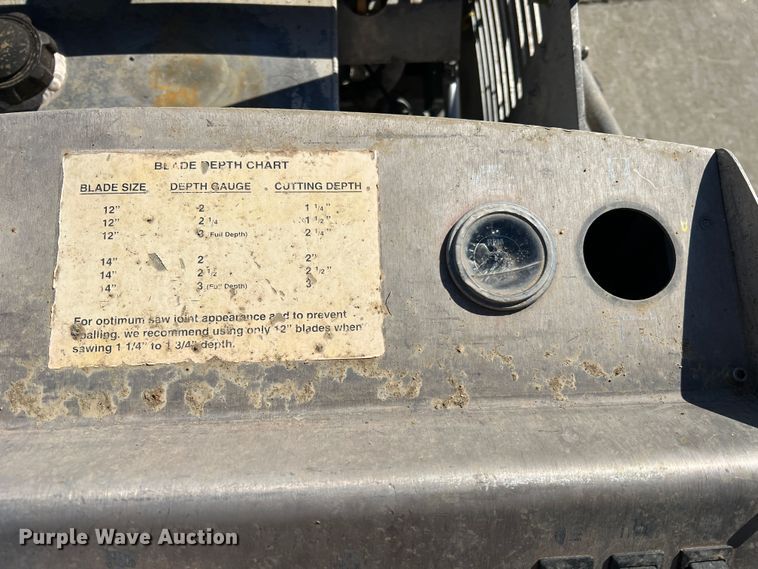 BLADE DEPTH CHART
BLADE SIZE DEPTH GAUGE CUTTING DEPTH
12" 2 1 1/4"
12" 2 1/4 1 1/2"
12" 3 (Full Depth) 2 1/4"
14" 2 2"
14" 2 1/2 2 1/2"
14" 3 (Full Depth) 3
For optimum saw joint appearance and to prevent
spalling, we recommend using only 12" blades when
sawing 1 1/4" to 1 3/4" depth.
Purple Wave Auction